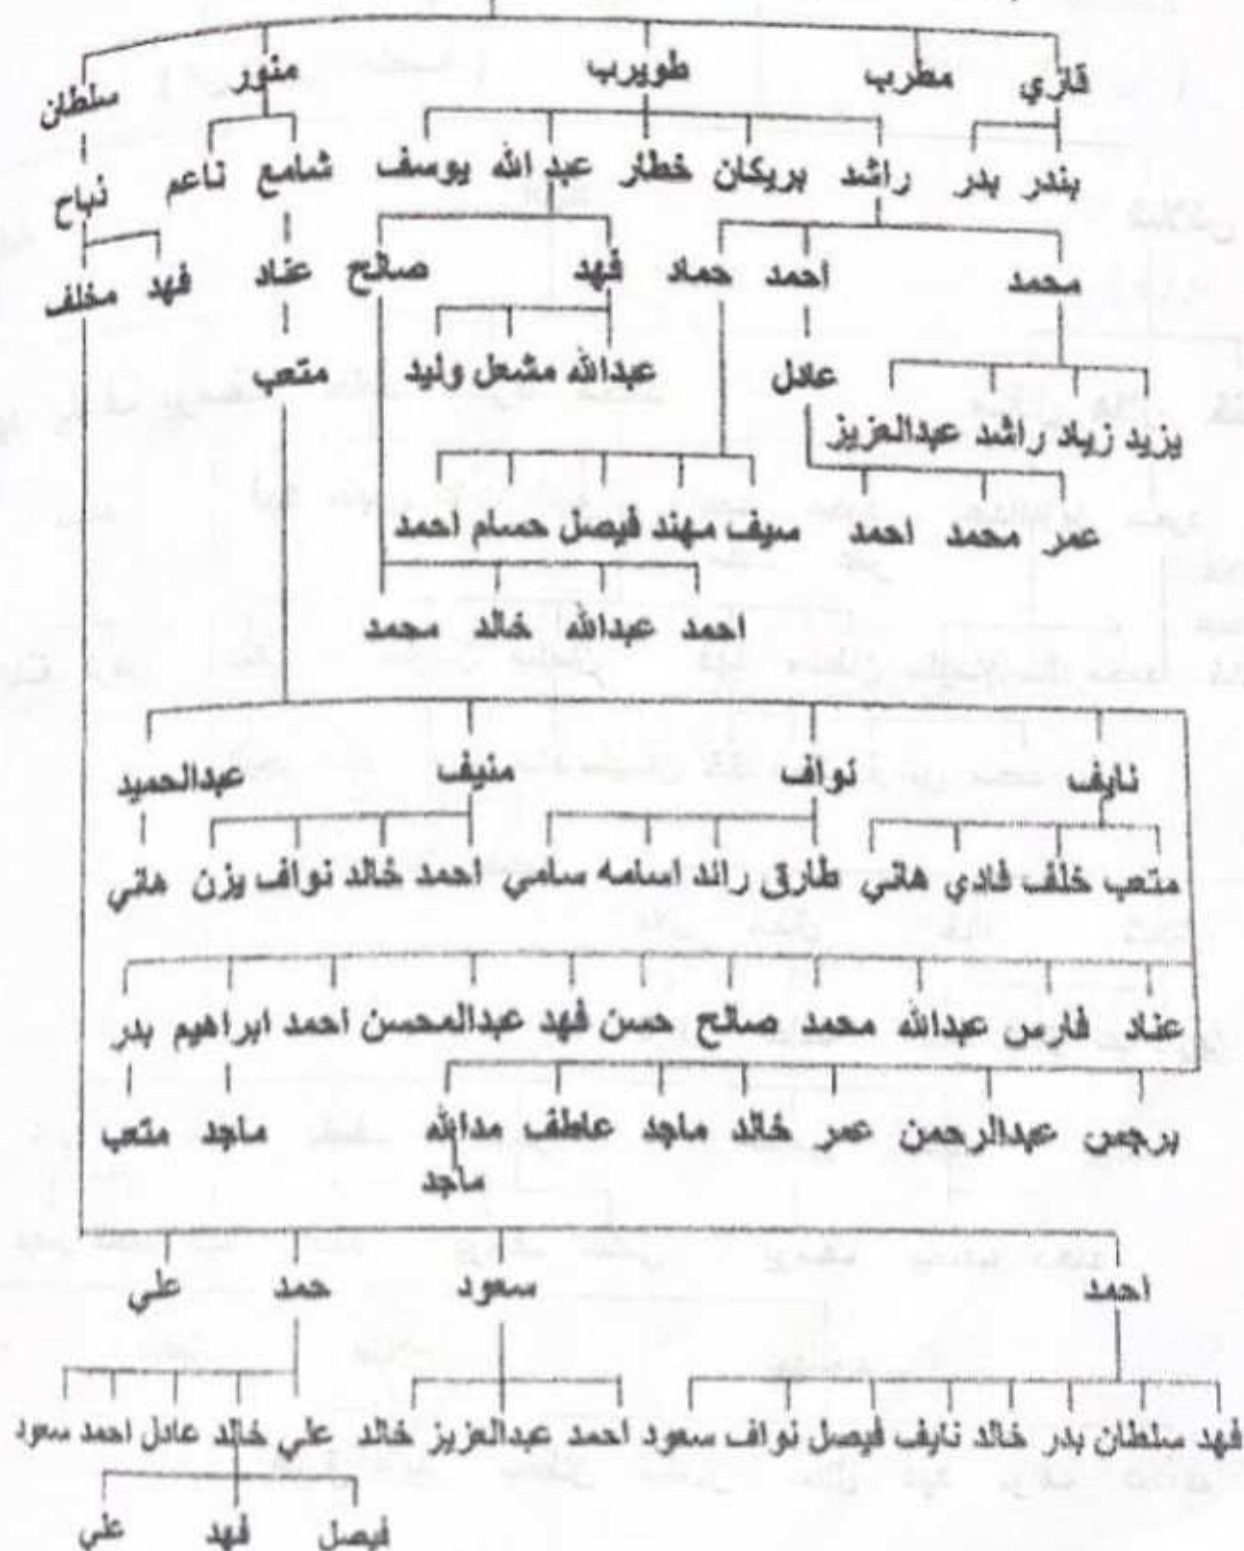 قازي مطرب طويرب منور سلطان
بندر بدر راشد بريكان خطار عبد الله يوسف شامع ناعم نباح
محمد احمد حماد فهد صالح عناد فهد مخلف
عادل عبدالله مشعل وليد متعب
يزيد زياد راشد عبدالعزيز
عمر محمد احمد سيف مهند فيصل حسام احمد
احمد عبدالله خالد محمد
نايف نواف منيف عبدالحميد
متعب خلف فادي هاني طارق رائد اسامه سامي احمد خالد نواف يزن هاني
عناد فارس عبدالله محمد صالح حسن فهد عبدالمحسن احمد ابراهيم بدر
برجس عبدالرحمن عمر خالد ماجد عاطف مدالله ماجد متعب
ماجد
احمد سعود حمد علي
فهد سلطان بدر خالد نايف فيصل نواف سعود احمد عبدالعزيز خالد علي خالد عادل احمد سعود
فيصل فهد علي